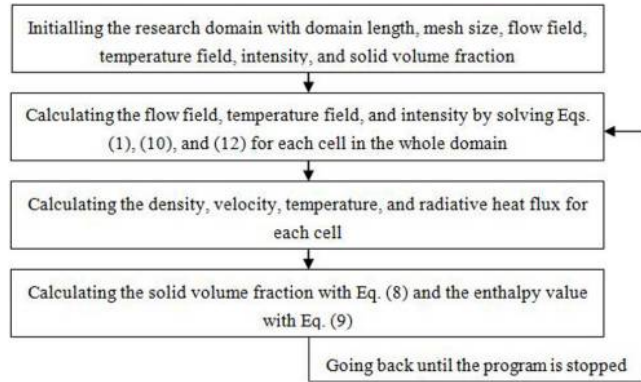 Initialling the research domain with domain length, mesh size, flow field,
temperature field, intensity, and solid volume fraction
Calculating the flow field, temperature field, and intensity by solving Eqs.
(1), (10), and (12) for each cell in the whole domain
Calculating the density, velocity, temperature, and radiative heat flux for
each cell
Calculating the solid volume fraction with Eq. (8) and the enthalpy value
with Eq. (9)
Going back until the program is stopped